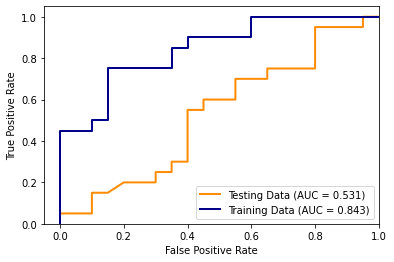 1.0
0.8
0.6
0.4
0.2
0.0
True Positive Rate
Testing Data (AUC = 0.531)
Training Data (AUC = 0.843)
0.0 0.2 0.4 0.6 0.8 1.0
False Positive Rate